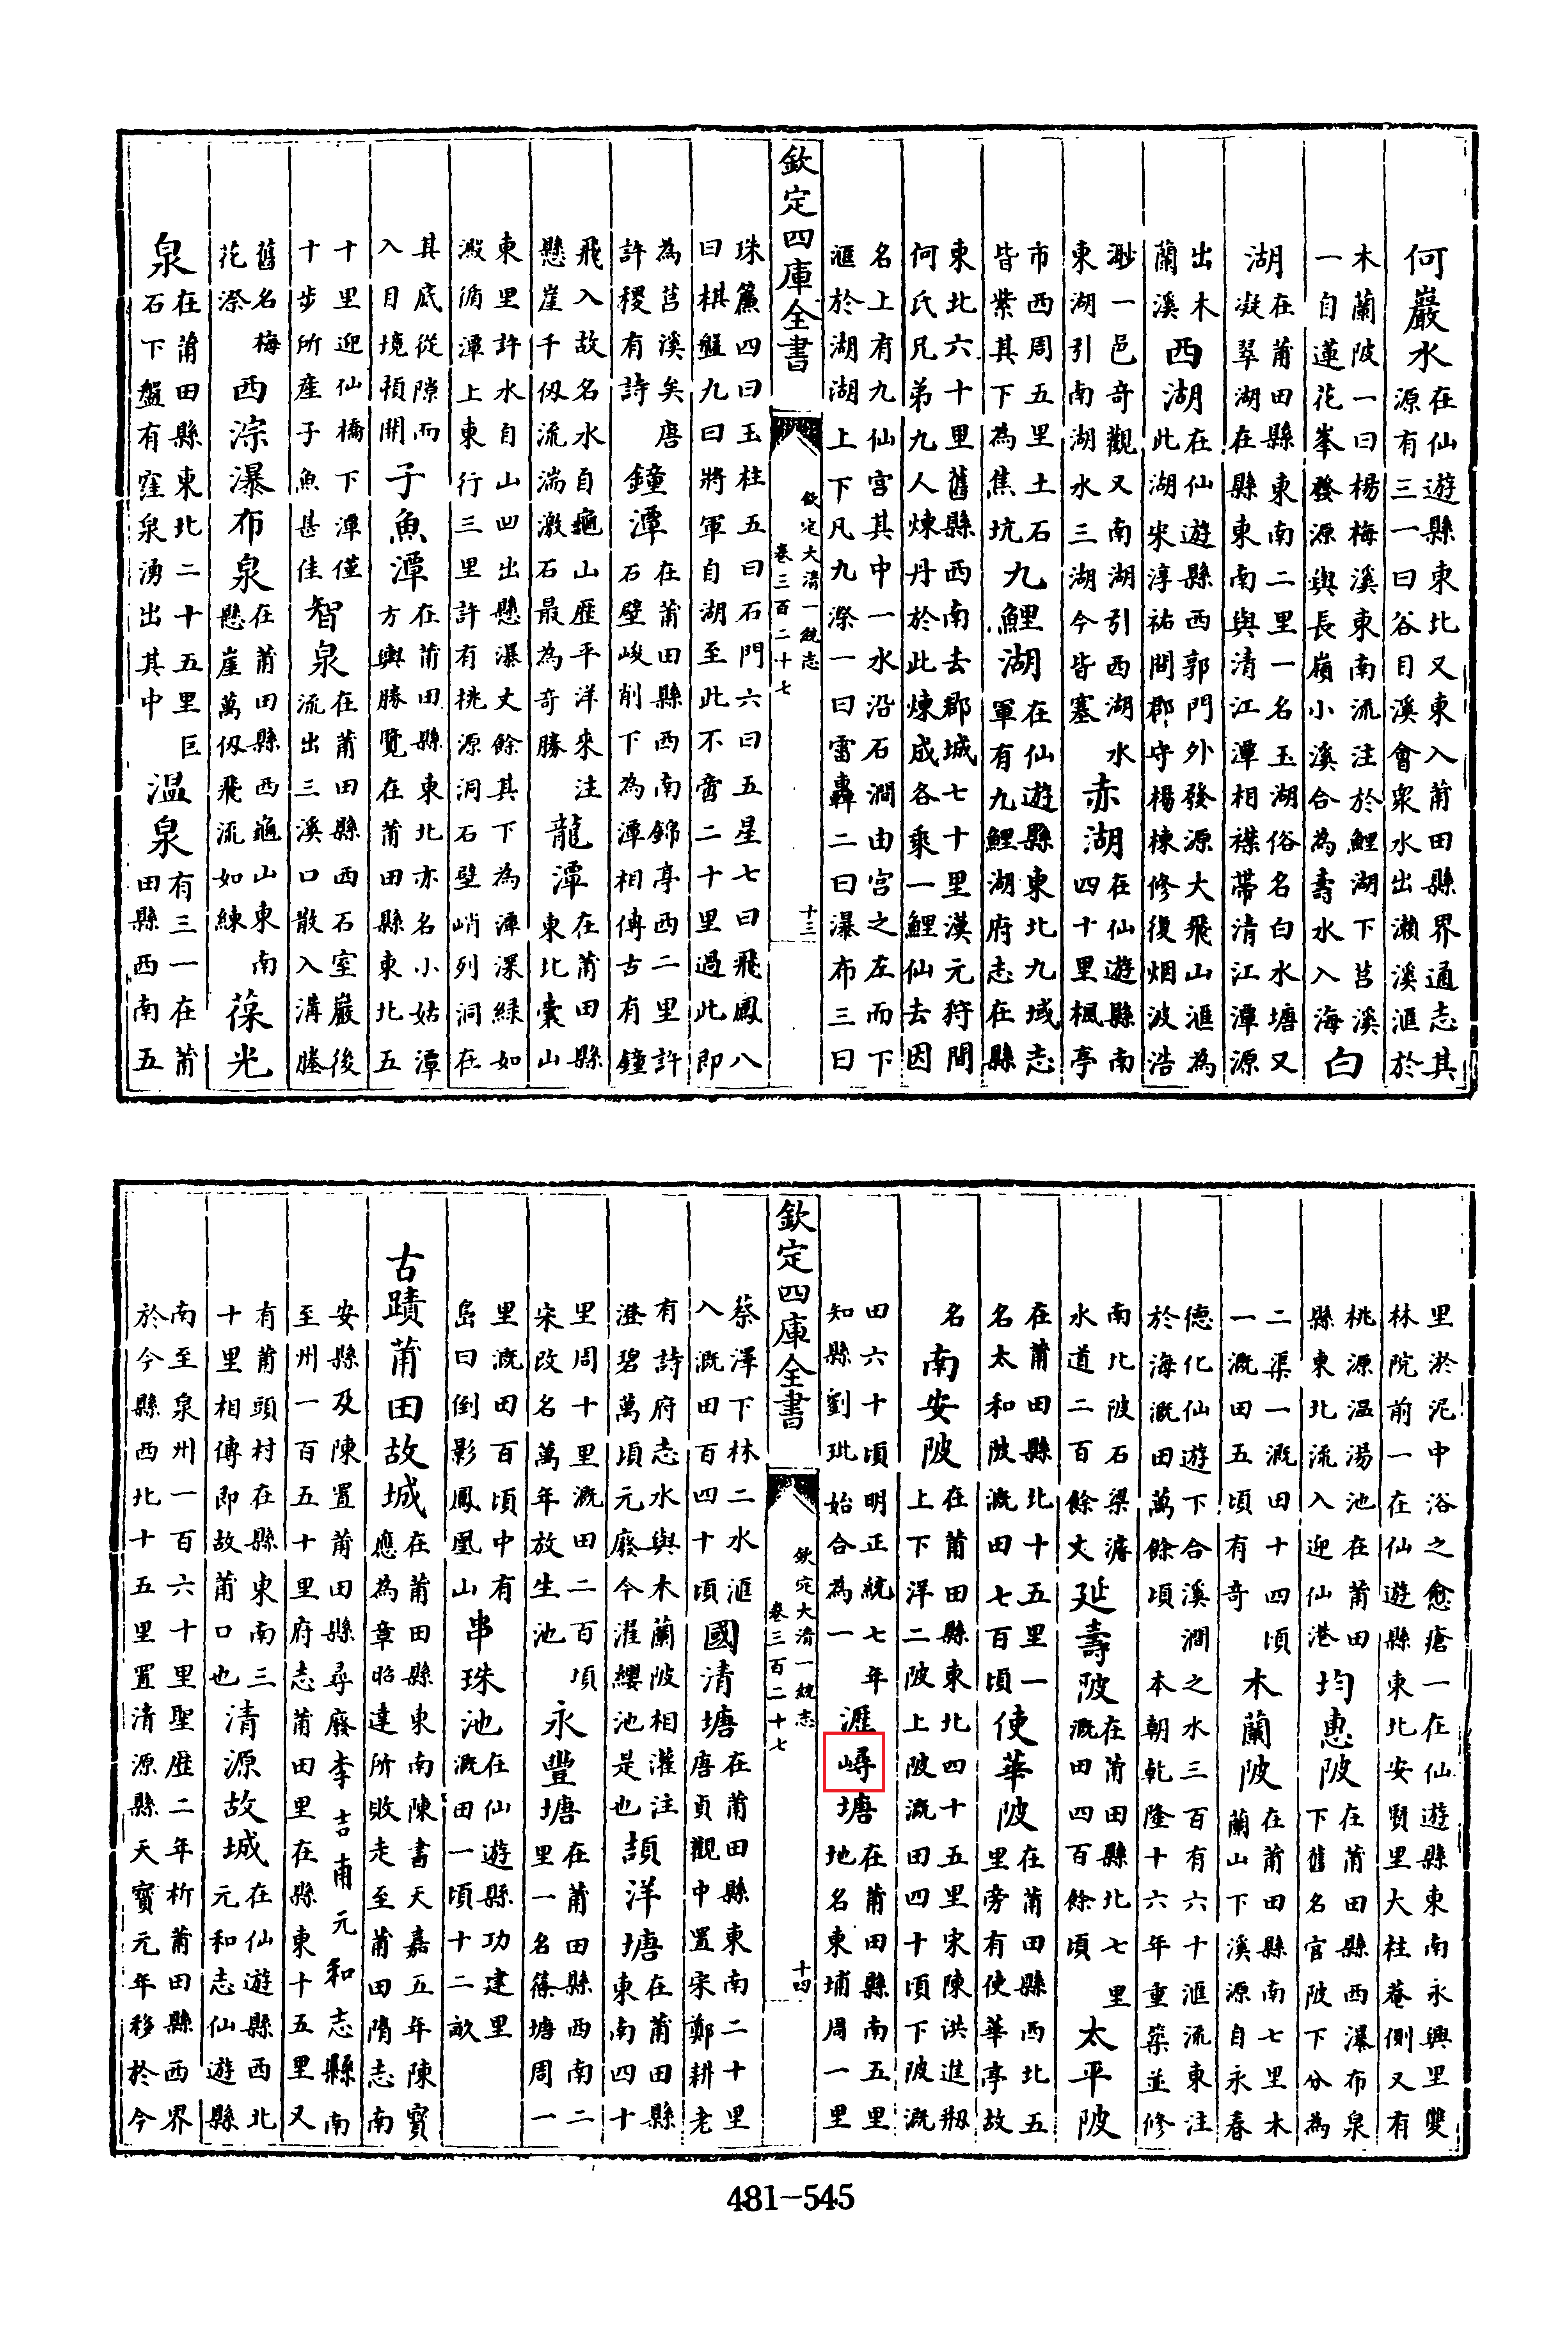 何巖水在仙遊縣東北又東入莆田縣界通志其源有三一曰谷目溪會衆水出瀨溪滙於
木蘭陂一曰楊梅溪東南流注於鯉湖下莒溪一自蓮花峯發源與長嶺小溪合為壽水入海白
湖在莆田縣東南二里一名玉湖俗名白水塘又凝翠湖在縣東南與清江潭相襟帶清江潭源
出木蘭溪西湖在仙遊縣西郭門外發源大飛山滙為此湖宋淳祐間郡守楊棟修復烟波浩
渺一邑奇觀又南湖引西湖水東湖引南湖水三湖今皆塞赤湖在仙遊縣南四十里楓亭
市西周五里土石皆紫其下為焦坑九鯉湖在仙遊縣東北九域志軍有九鯉湖府志在縣
東北六十里舊縣西南去郡城七十里漢元狩間何氏兄弟九人煉丹於此煉成各乘一鯉仙去因
名上有九仙宮其中一水沿石澗由宮之左而下滙於湖湖上下凡九漈一曰雷轟二曰瀑布三曰
欽定四庫全書
欽定大清一統志
卷三百二十七
十三
珠簾四曰玉柱五曰石門六曰五星七曰飛鳳八曰棋盤九曰將軍自湖至此不啻二十里過此即
為莒溪矣唐許稷有詩鐘潭在莆田縣西南錦亭西二里許石壁峻削下為潭相傳古有鐘
飛入故名水自龜山歷平洋來注懸崖千仭流湍激石最為奇勝龍潭在莆田縣東北囊山
東里許水自山凹出懸瀑丈餘其下為潭深緑如澱循潭上東行三里許有桃源洞石壁峭列洞在
其底從隙而入目境頓開子魚潭在莆田縣東北亦名小姑潭方輿勝覽在莆田縣東北五
十里迎仙橋下潭僅十步所產子魚甚佳智泉在莆田縣西石室巖後流出三溪口散入溝塍
舊名梅花漈西淙瀑布泉在莆田縣西龜山東南懸崖萬仭飛流如練葆光
泉在莆田縣東北二十五里巨石下盤有窪泉湧出其中温泉有三一在莆田縣西南五
里淤泥中浴之愈瘡一在仙遊縣東南永興里雙林院前一在仙遊縣東北安賢里大柱菴側又有
桃源温湯池在莆田縣東北流入迎仙港均惠陂在莆田縣西瀑布泉下舊名官陂下分為
二渠一溉田十四頃一溉田五頃有奇木蘭陂在莆田縣南七里木蘭山下溪源自永春
德化仙遊下合溪澗之水三百有六十滙流東注於海溉田萬餘頃本朝乾隆十六年重築並修
南北陂石梁濬水道二百餘丈延壽陂在莆田縣北七里溉田四百餘頃太平陂
在莆田縣北十五里一名太和陂溉田七百頃使華陂在莆田縣西北五里旁有使華亭故
名南安陂在莆田縣東北四十五里宋陳洪進剏上下洋二陂上陂溉田四十頃下陂溉
田六十頃明正統七年知縣劉玭始合為一漄㟳塘在莆田縣南五里地名東埔周一里
欽定四庫全書
欽定大清一統志
卷三百二十七
十四
蔡澤下林二水滙入溉田百四十頃國清塘在莆田縣東南二十里唐貞觀中置宋鄭耕老
有詩府志水與木蘭陂相灌注澄碧萬頃元廢今濯纓池是也頡洋塘在莆田縣東南四十
里周十里溉田二百頃宋改名萬年放生池永豐塘在莆田縣西南二里一名篠塘周一
里溉田百頃中有島曰倒影鳳凰山串珠池在仙遊縣功建里溉田一頃十二畝
古蹟莆田故城在莆田縣東南陳書天嘉五年陳寶應為章昭達所敗走至莆田隋志南
安縣及陳置莆田縣尋廢李吉甫元和志縣南至州一百五十里府志莆田里在縣東十五里又
有莆頭村在縣東南三十里相傳即故莆口也清源故城在仙遊縣西北元和志仙遊縣
南至泉州一百六十里聖歴二年析莆田縣西界於今縣西北十五里置清源縣天寳元年移於今
481-545